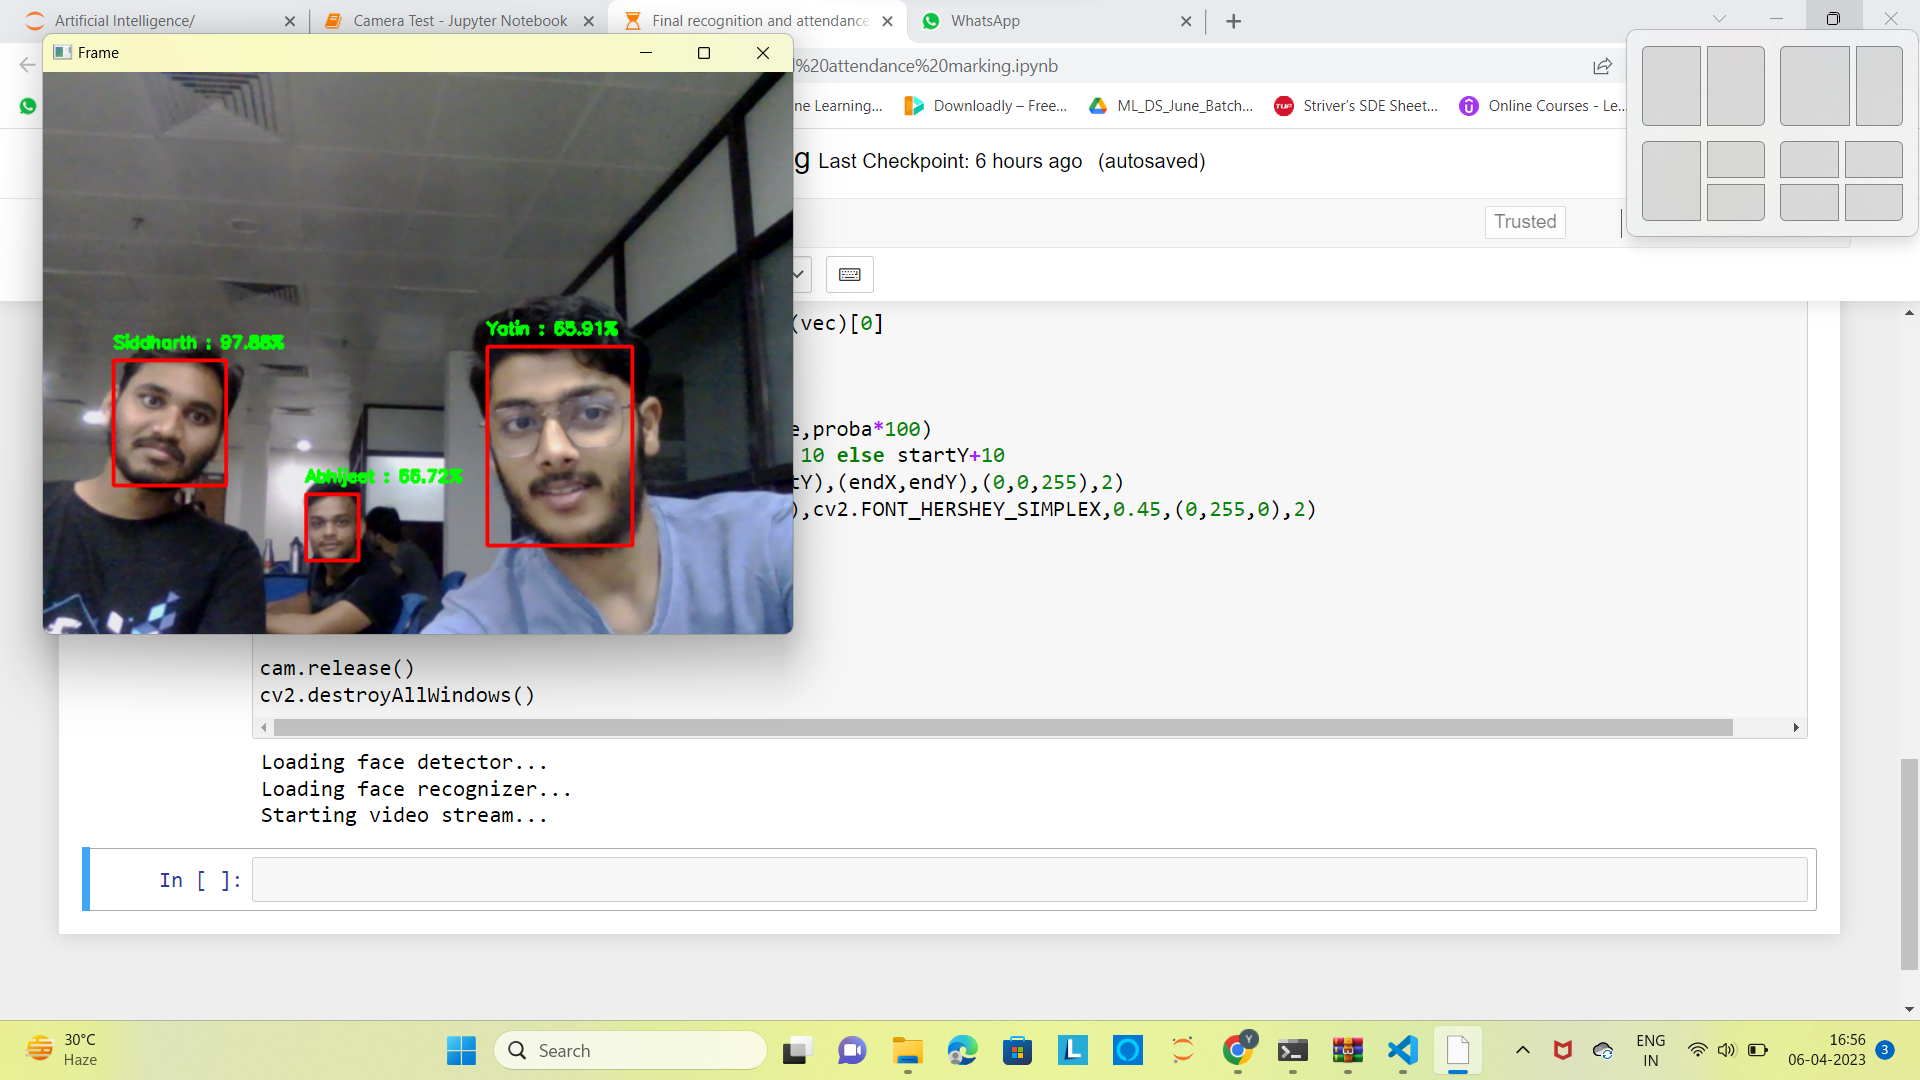 Artificial Intelligence/
Camera Test - Jupyter Notebook
Final recognition and attendance
WhatsApp
Frame
l%20attendance%20marking.ipynb
ne Learning...
Downloadly – Free...
ML_DS_June_Batch...
TUF
Striver's SDE Sheet...
Online Courses - Le...
g Last Checkpoint: 6 hours ago (autosaved)
Trusted
(vec)[0]
e,proba*100)
10 else startY+10
tY),(endX,endY),(0,0,255),2)
),cv2.FONT_HERSHEY_SIMPLEX,0.45,(0,255,0),2)
Siddharth : 97.88%
Yatin : 65.91%
Abhijeet : 55.72%
cam.release()
cv2.destroyAllWindows()
Loading face detector...
Loading face recognizer...
Starting video stream...
In [ ]:
30°C
Haze
Search
Y
ENG
IN
16:56
06-04-2023
3